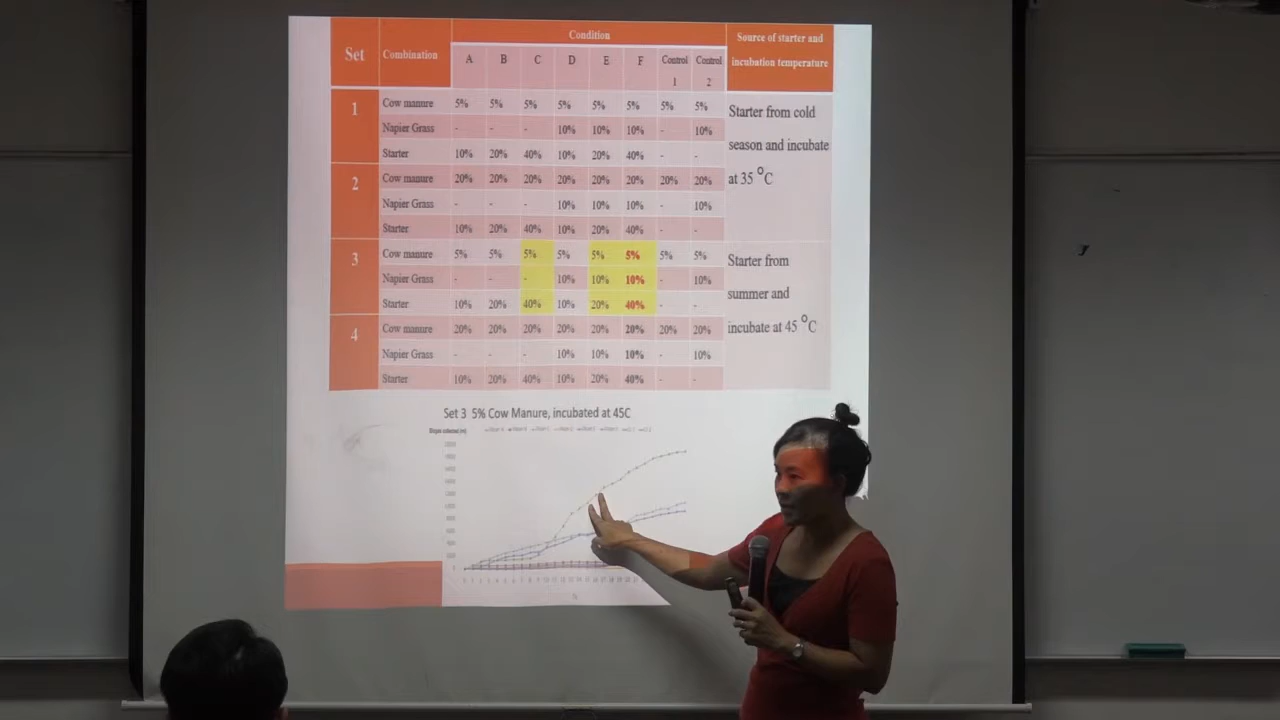 Set Combination Condition Source of starter and incubation temperature
A B C D E F Control 1 Control 2
1 Cow manure 5% 5% 5% 5% 5% 5% 5% 5% Starter from cold season and incubate at 35 °C
Napier Grass - - - 10% 10% 10% - 10%
Starter 10% 20% 40% 10% 20% 40% - -
2 Cow manure 20% 20% 20% 20% 20% 20% 20% 20%
Napier Grass - - - 10% 10% 10% - 10%
Starter 10% 20% 40% 10% 20% 40% - -
3 Cow manure 5% 5% 5% 5% 5% 5% 5% 5% Starter from summer and incubate at 45 °C
Napier Grass - - - 10% 10% 10% - 10%
Starter 10% 20% 40% 10% 20% 40% - -
4 Cow manure 20% 20% 20% 20% 20% 20% 20% 20%
Napier Grass - - - 10% 10% 10% - 10%
Starter 10% 20% 40% 10% 20% 40% - -
Set 3 5% Cow Manure, incubated at 45C